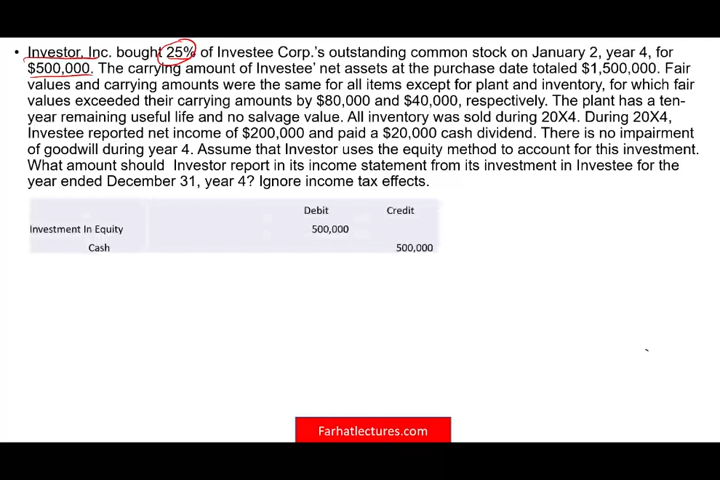 • Investor, Inc. bought 25% of Investee Corp.'s outstanding common stock on January 2, year 4, for
$500,000. The carrying amount of Investee' net assets at the purchase date totaled $1,500,000. Fair
values and carrying amounts were the same for all items except for plant and inventory, for which fair
values exceeded their carrying amounts by $80,000 and $40,000, respectively. The plant has a ten-
year remaining useful life and no salvage value. All inventory was sold during 20X4. During 20X4,
Investee reported net income of $200,000 and paid a $20,000 cash dividend. There is no impairment
of goodwill during year 4. Assume that Investor uses the equity method to account for this investment.
What amount should Investor report in its income statement from its investment in Investee for the
year ended December 31, year 4? Ignore income tax effects.
Debit Credit
Investment In Equity 500,000
Cash 500,000
Farhatlectures.com